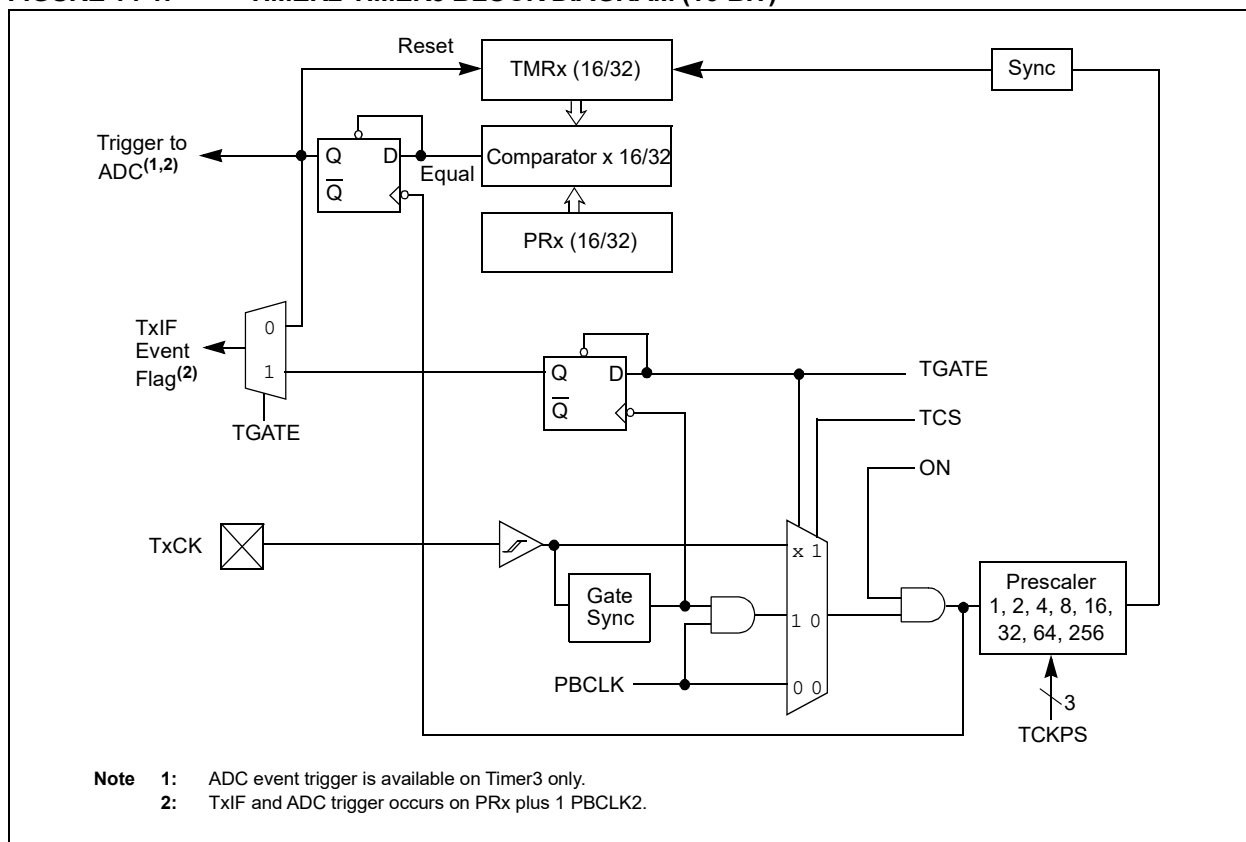 Reset
TMRx (16/32)
Sync
Trigger to
ADC(1,2)
Q D
Q
Equal
Comparator x 16/32
PRx (16/32)
TxIF
Event
Flag(2)
0
1
TGATE
Q D
Q
TGATE
TCS
ON
TxCK
x 1
Gate
Sync
1 0
Prescaler
1, 2, 4, 8, 16,
32, 64, 256
PBCLK
0 0
3
TCKPS
Note 1: ADC event trigger is available on Timer3 only.
2: TxIF and ADC trigger occurs on PRx plus 1 PBCLK2.